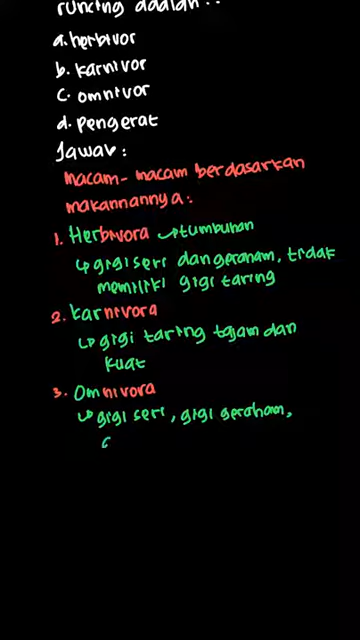 runcing adalah . .
a. herbivor
b. karnivor
c. omnivor
d. pengerat
Jawab :
Macam - macam berdasarkan
makannannya :
1. Herbivora → tumbuhan
↳ gigi seri dan geraham, tidak
memiliki gigi taring
2. Karnivora
↳ gigi taring tajam dan
kuat
3. Omnivora
↳ gigi seri, gigi geraham,